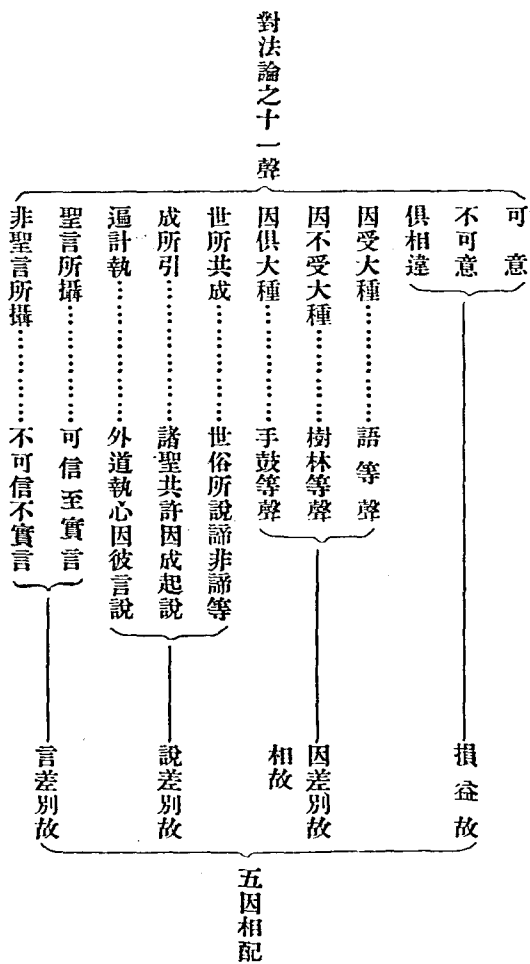 對法論之十一聲
可意
不可意
俱相違
因受大種…………語等聲
因不受大種…………樹林等聲
因俱大種…………手鼓等聲
世所共成…………世俗所說諦非諦等
成所引…………諸聖共許因成起說
遍計執…………外道執心因彼言說
聖言所攝…………可信至實言
非聖言所攝…………不可信不實言
損益故
因差別故
相故
說差別故
言差別故
五因相配